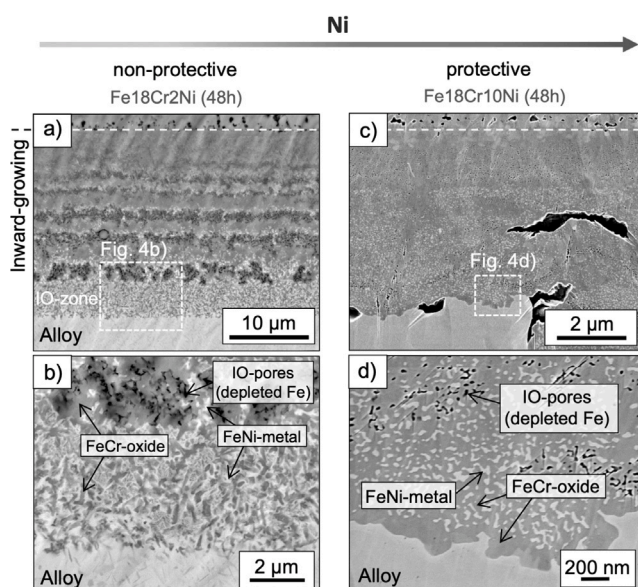 Ni
non-protective
protective
Fe18Cr2Ni (48h)
Fe18Cr10Ni (48h)
Inward-growing
a)
Fig. 4b)
IO-zone
Alloy
10 µm
c)
Fig. 4d)
2 µm
b)
IO-pores
(depleted Fe)
FeCr-oxide
FeNi-metal
Alloy
2 µm
d)
IO-pores
(depleted Fe)
FeNi-metal
FeCr-oxide
Alloy
200 nm